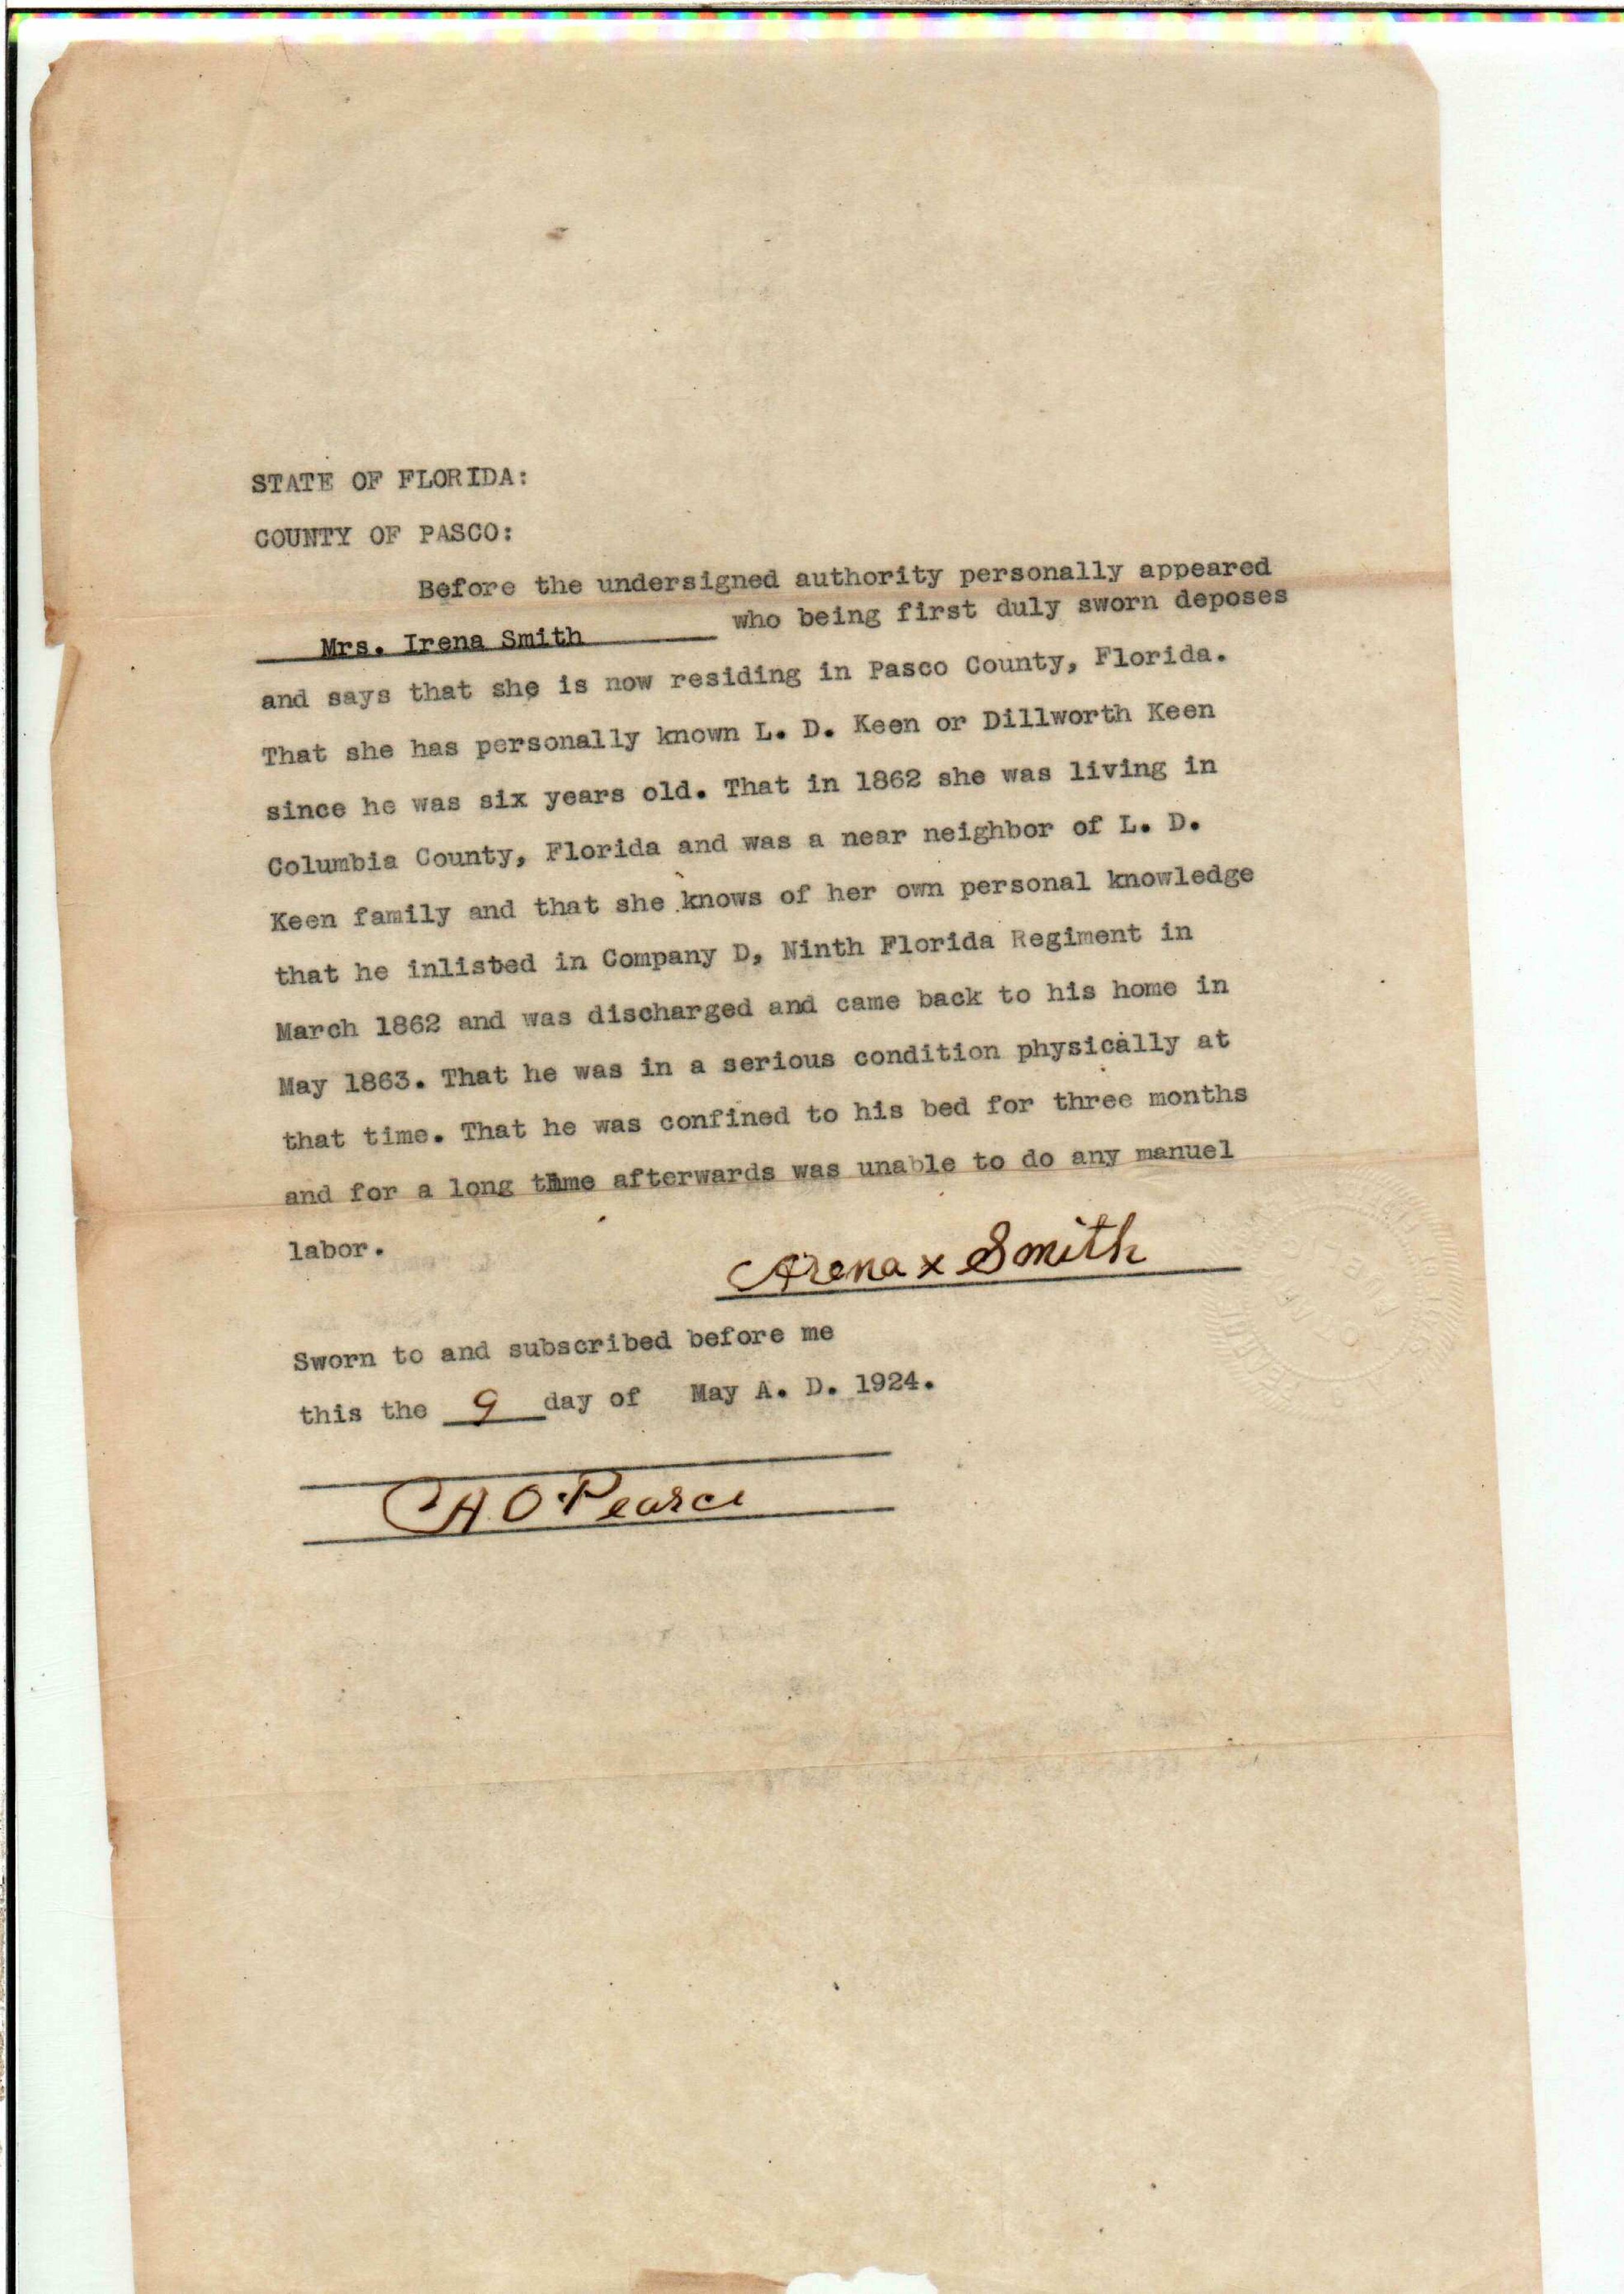 STATE OF FLORIDA:
COUNTY OF PASCO:
Before the undersigned authority personally appeared
Mrs. Irena Smith who being first duly sworn deposes
and says that she is now residing in Pasco County, Florida.
That she has personally known L. D. Keen or Dillworth Keen
since he was six years old. That in 1862 she was living in
Columbia County, Florida and was a near neighbor of L. D.
Keen family and that she knows of her own personal knowledge
that he inlisted in Company D, Ninth Florida Regiment in
March 1862 and was discharged and came back to his home in
May 1863. That he was in a serious condition physically at
that time. That he was confined to his bed for three months
and for a long time afterwards was unable to do any manuel
labor.
Arena x Smith
Sworn to and subscribed before me
this the 9 day of May A. D. 1924.
A O Pearce